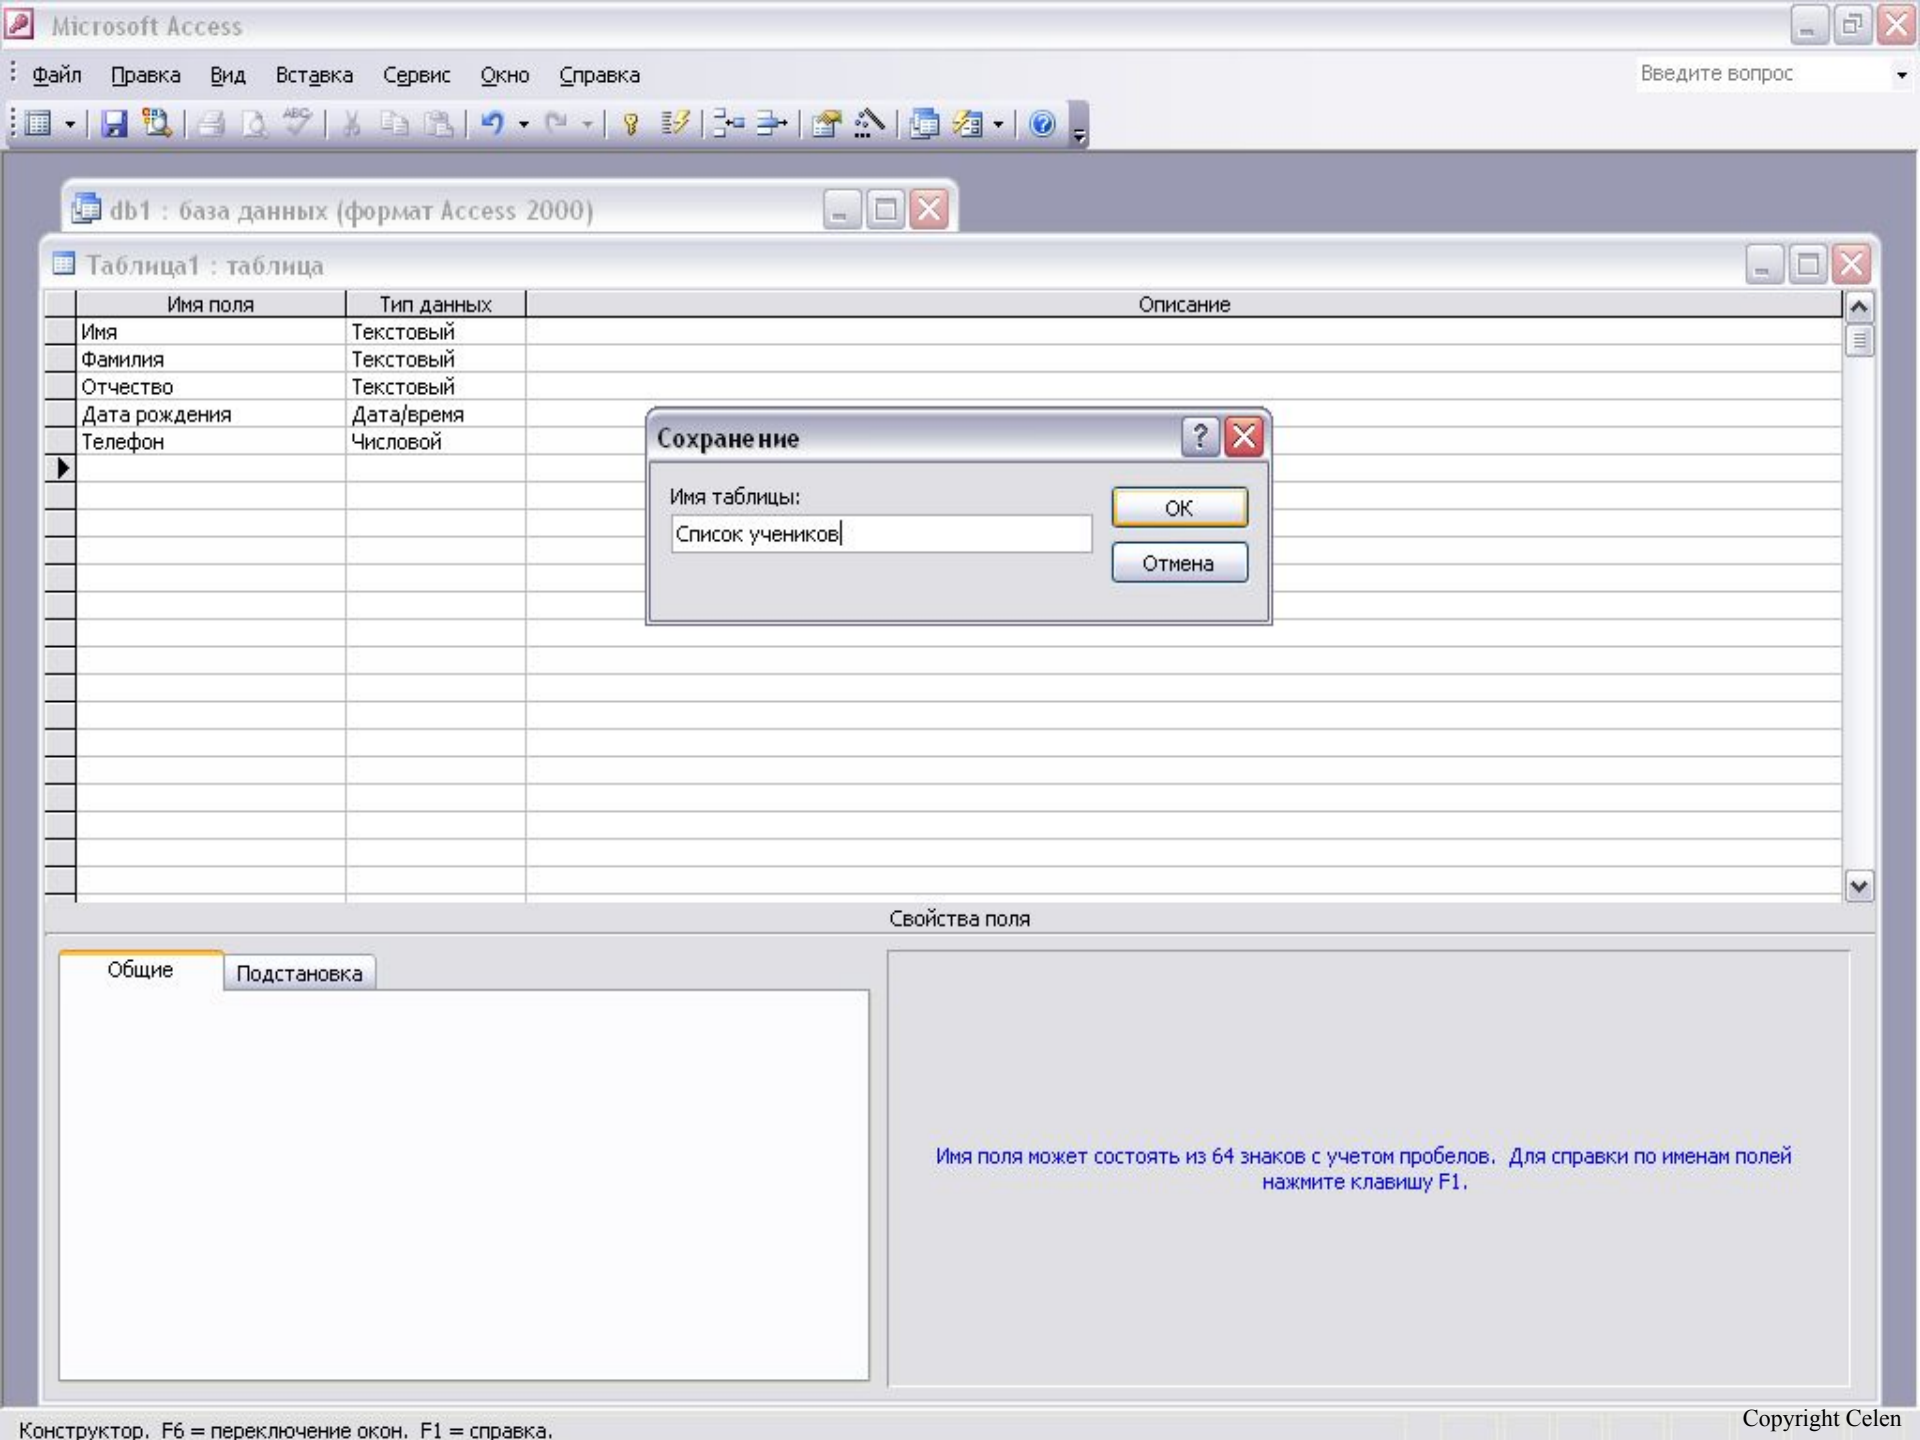 Microsoft Access
Файл Правка Вид Вставка Сервис Окно Справка
Введите вопрос
ABC
db1 : база данных (формат Access 2000)
Таблица1 : таблица
Имя поля Тип данных Описание
Имя Текстовый
Фамилия Текстовый
Отчество Текстовый
Дата рождения Дата/время
Телефон Числовой
Сохранение
Имя таблицы:
Список учеников
ОК
Отмена
Свойства поля
Общие Подстановка
Имя поля может состоять из 64 знаков с учетом пробелов. Для справки по именам полей
нажмите клавишу F1.
Конструктор. F6 = переключение окон. F1 = справка.
Copyright Celen